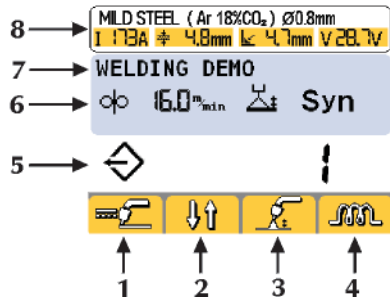 8 MILD STEEL (Ar 18%CO₂) Ø0.8mm
I 173A 4.8mm 4.7mm V 28.7V
7 WELDING DEMO
6 16.0 m/min Syn
5 1
1 2 3 4